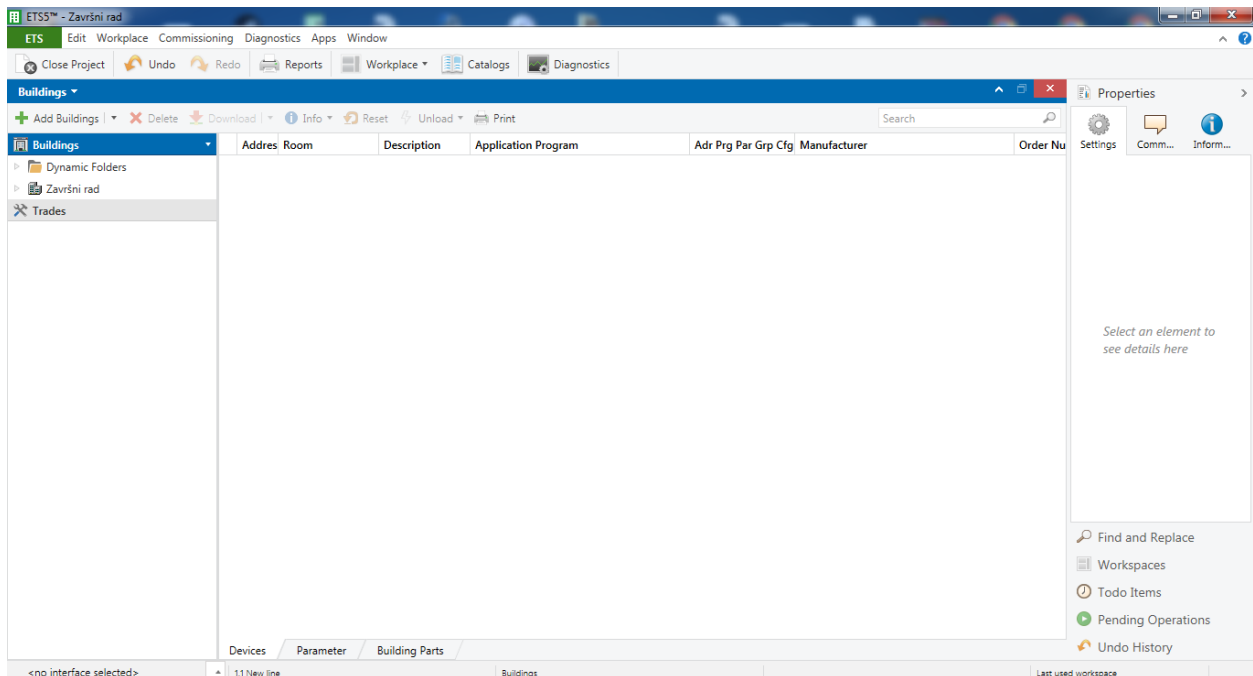 ETS5™ - Završni rad
ETS Edit Workplace Commissioning Diagnostics Apps Window
Close Project Undo Redo Reports Workplace Catalogs Diagnostics
Buildings
Add Buildings Delete Download Info Reset Unload Print Search
Buildings
Dynamic Folders
Završni rad
Trades
Addres Room Description Application Program Adr Prg Par Grp Cfg Manufacturer Order Nu
Devices Parameter Building Parts
Properties
Settings Comm... Inform...
Select an element to
see details here
Find and Replace
Workspaces
Todo Items
Pending Operations
Undo History
<no interface selected> 1.1 New line Buildings Last used workspace